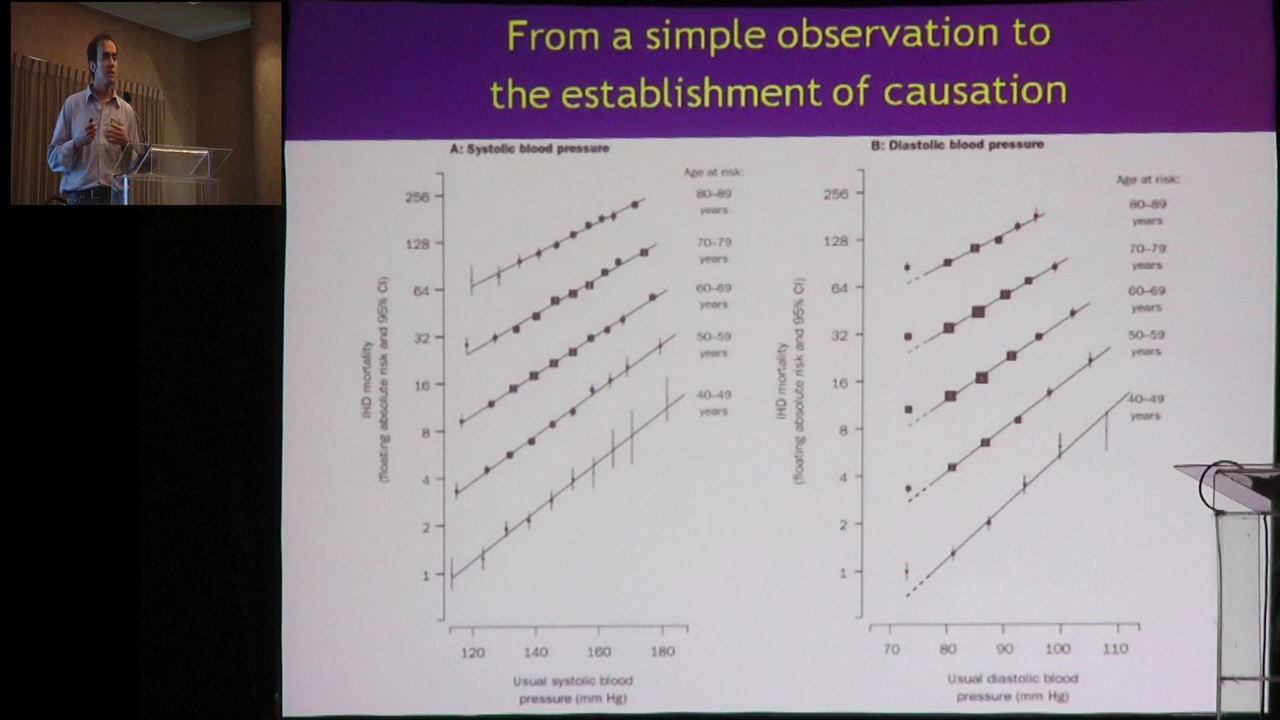 From a simple observation to
the establishment of causation
A: Systolic blood pressure
Age at risk:
256
128
64
32
16
8
4
2
1
IHD mortality
(floating absolute risk and 95% CI)
80–89
years
70–79
years
60–69
years
50–59
years
40–49
years
120 140 160 180
Usual systolic blood
pressure (mm Hg)
B: Diastolic blood pressure
Age at risk:
256
128
64
32
16
8
4
2
1
IHD mortality
(floating absolute risk and 95% CI)
80–89
years
70–79
years
60–69
years
50–59
years
40–49
years
70 80 90 100 110
Usual diastolic blood
pressure (mm Hg)